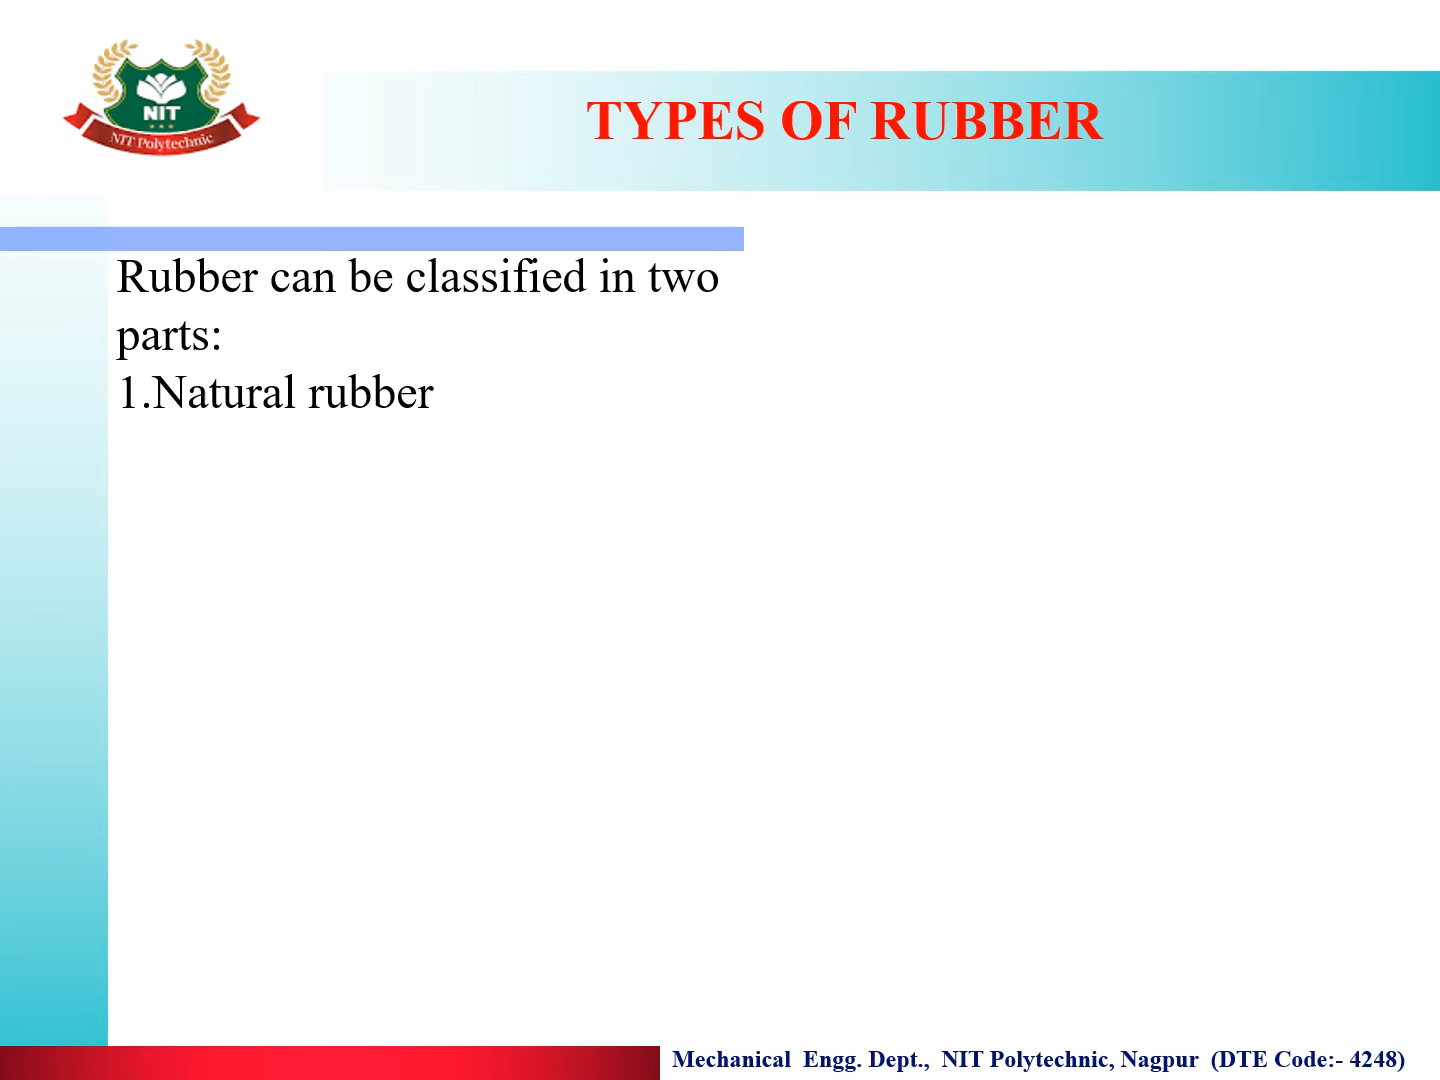 NIT
NIT Polytechnic
TYPES OF RUBBER
Rubber can be classified in two
parts:
1.Natural rubber
Mechanical Engg. Dept., NIT Polytechnic, Nagpur (DTE Code:- 4248)